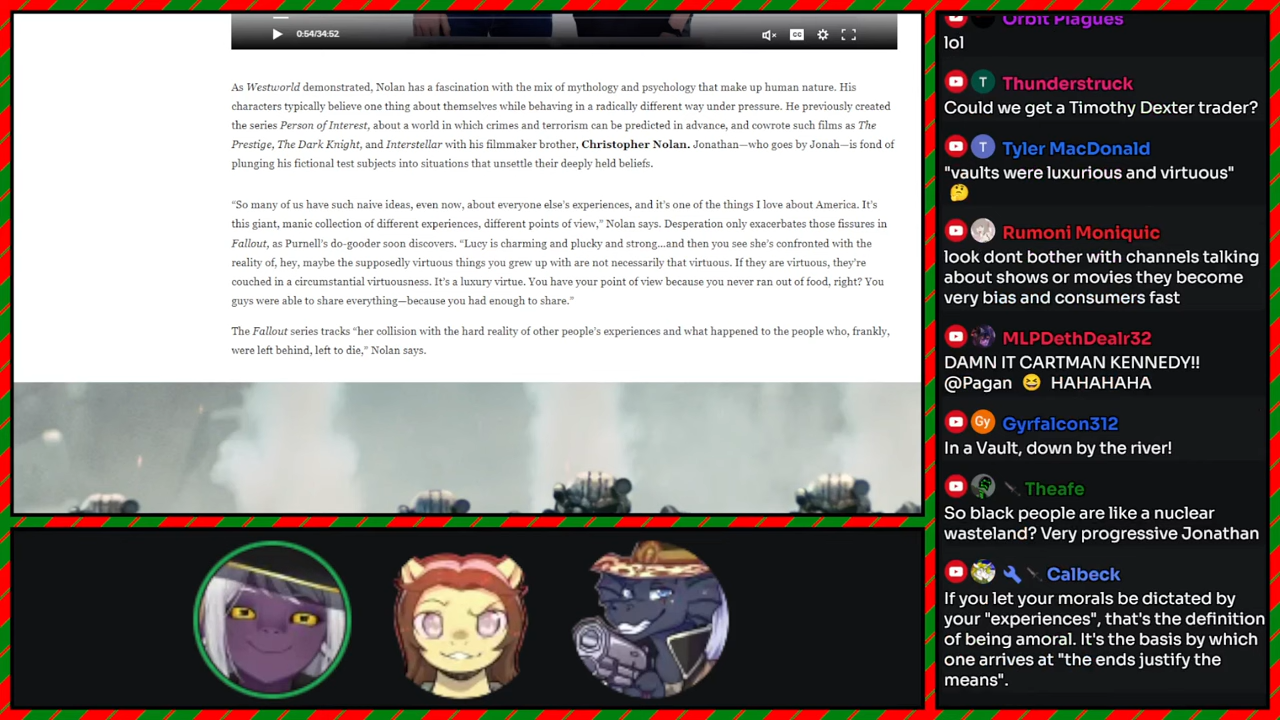 0:54/34:52
CC
As Westworld demonstrated, Nolan has a fascination with the mix of mythology and psychology that make up human nature. His
characters typically believe one thing about themselves while behaving in a radically different way under pressure. He previously created
the series Person of Interest, about a world in which crimes and terrorism can be predicted in advance, and cowrote such films as The
Prestige, The Dark Knight, and Interstellar with his filmmaker brother, Christopher Nolan. Jonathan—who goes by Jonah—is fond of
plunging his fictional test subjects into situations that unsettle their deeply held beliefs.
“So many of us have such naive ideas, even now, about everyone else’s experiences, and it’s one of the things I love about America. It’s
this giant, manic collection of different experiences, different points of view,” Nolan says. Desperation only exacerbates those fissures in
Fallout, as Purnell’s do-gooder soon discovers. “Lucy is charming and plucky and strong…and then you see she’s confronted with the
reality of, hey, maybe the supposedly virtuous things you grew up with are not necessarily that virtuous. If they are virtuous, they’re
couched in a circumstantial virtuousness. It’s a luxury virtue. You have your point of view because you never ran out of food, right? You
guys were able to share everything—because you had enough to share.”
The Fallout series tracks “her collision with the hard reality of other people’s experiences and what happened to the people who, frankly,
were left behind, left to die,” Nolan says.
Orbit Plagues
lol
T Thunderstruck
Could we get a Timothy Dexter trader?
T Tyler MacDonald
"vaults were luxurious and virtuous"
🤔
Rumoni Moniquic
look dont bother with channels talking
about shows or movies they become
very bias and consumers fast
MLPDethDealr32
DAMN IT CARTMAN KENNEDY!!
@Pagan 😆 HAHAHAHA
Gy Gyrfalcon312
In a Vault, down by the river!
Theafe
So black people are like a nuclear
wasteland? Very progressive Jonathan
Calbeck
If you let your morals be dictated by
your "experiences", that's the definition
of being amoral. It's the basis by which
one arrives at "the ends justify the
means".